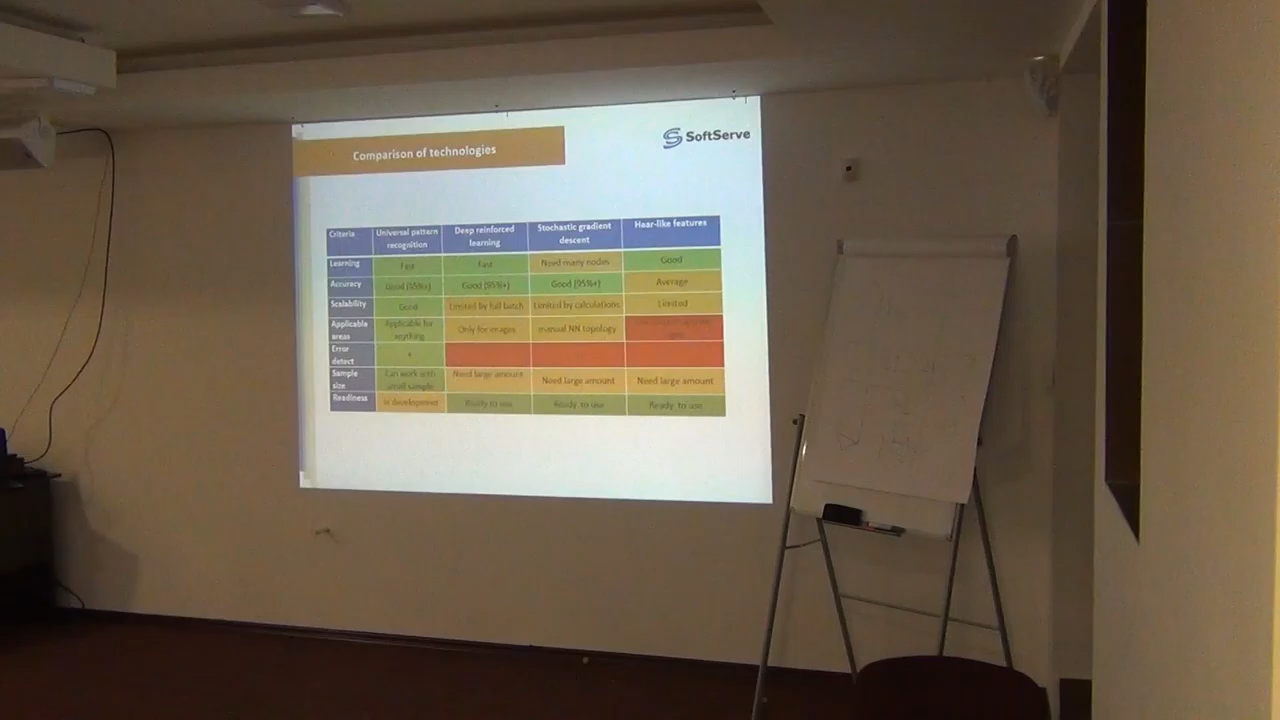 Comparison of technologies
SoftServe
Criteria
Universal pattern
recognition
Deep reinforced
learning
Stochastic gradient
descent
Haar-like features
Learning
Fast
Fast
Need many nodes
Good
Accuracy
Good (95%+)
Good (95%+)
Good (95%+)
Average
Scalability
Good
Limited by full batch
Limited by calculations
Limited
Applicable
areas
Applicable for
anything
Only for images
manual NN topology
Error
detect
+
Sample
size
Can work with
small sample
Need large amount
Need large amount
Need large amount
Readiness
In development
Ready to use
Ready to use
Ready to use